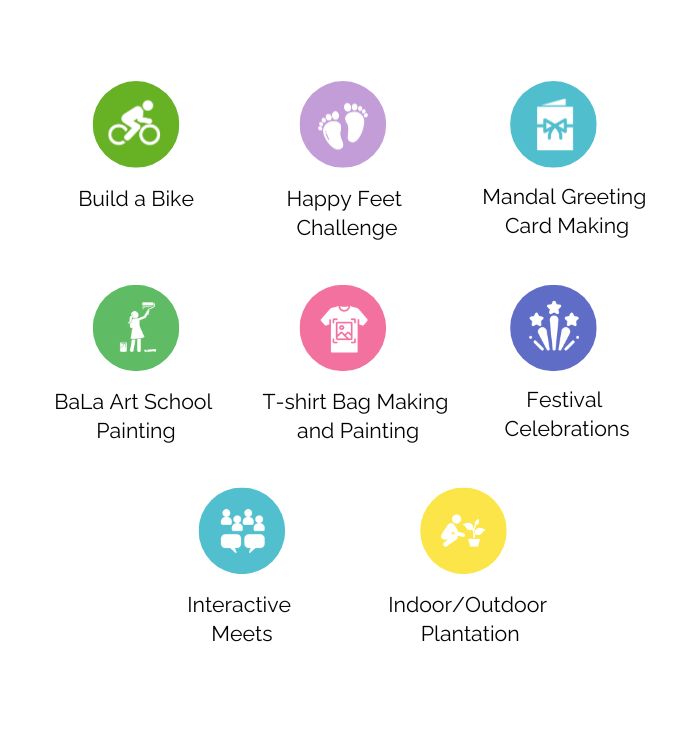 Build a Bike
Happy Feet
Challenge
Mandal Greeting
Card Making
BaLa Art School
Painting
T-shirt Bag Making
and Painting
Festival
Celebrations
Interactive
Meets
Indoor/Outdoor
Plantation